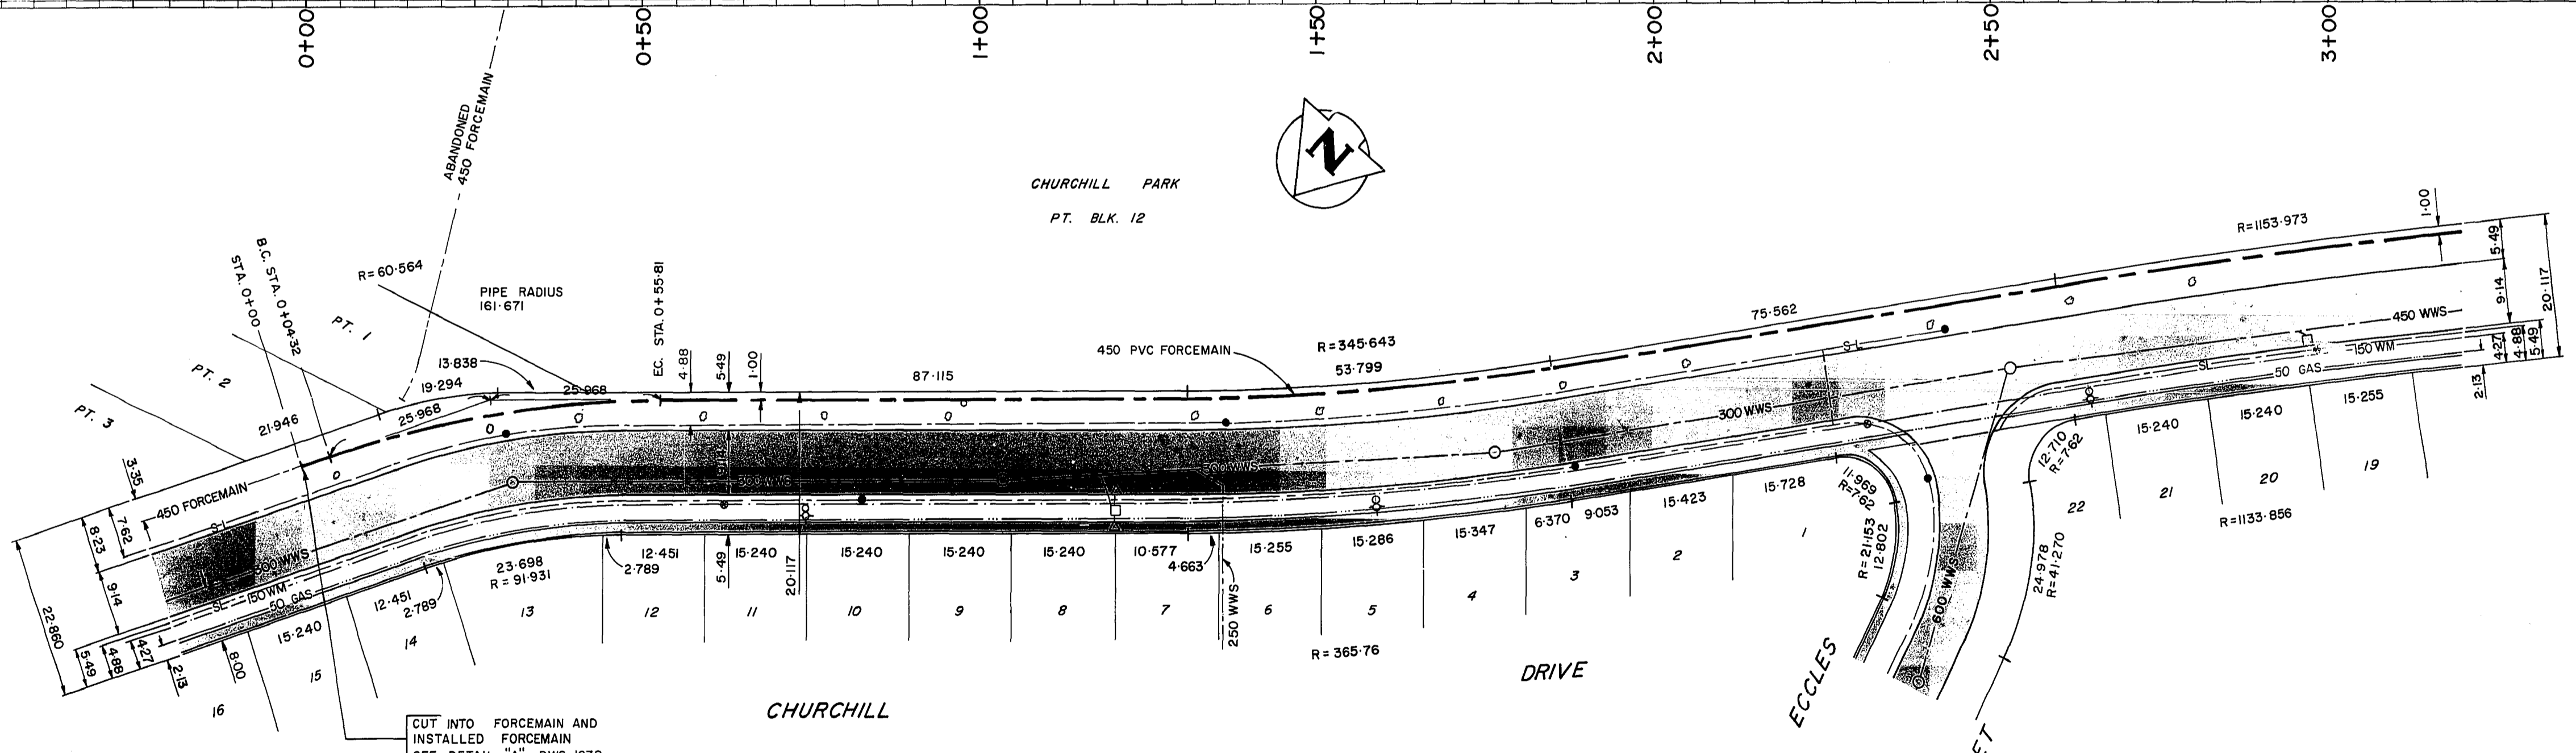 0+00
0+50
1+00
1+50
2+00
2+50
3+00
ABANDONED
450 FORCEMAIN
N
CHURCHILL PARK
PT. BLK. 12
B.C. STA. 0+04·32
STA. 0+00
R=60·564
PIPE RADIUS
161·671
PT. 1
PT. 2
PT. 3
E.C. STA. 0+55·81
13·838
19·294
25·968
25·968
21·946
4·88
5·49
1·00
87·115
450 PVC FORCEMAIN
R=345·643
53·799
75·562
R=1153·973
1·00
5·49
9·14
20·117
4·27
4·88
5·49
2·13
450 WWS
150 WM
SL
50 GAS
S·L
300 WWS
300 WWS
300 WWS
3·35
7·62
8·23
9·14
22·860
5·49
4·88
4·27
2·13
8·00
450 FORCEMAIN
S·L
300 WWS
SL
150 WM
50 GAS
15·240
12·451
2·789
23·698
R=91·931
2·789
12·451
5·49
15·240
20·117
15·240
15·240
15·240
10·577
4·663
250 WWS
15·255
15·286
15·347
6·370
9·053
15·423
15·728
11·969
R=7·62
R=21·153
12·802
12·710
R=7·62
24·978
R=41·270
15·240
15·240
15·255
600 WWS
16
15
14
13
12
11
10
9
8
7
6
5
4
3
2
1
22
21
20
19
R=1133·856
R=365·76
CHURCHILL
DRIVE
ECCLES
ET
CUT INTO FORCEMAIN AND
INSTALLED FORCEMAIN
SEE DETAIL "A" DWG 1038